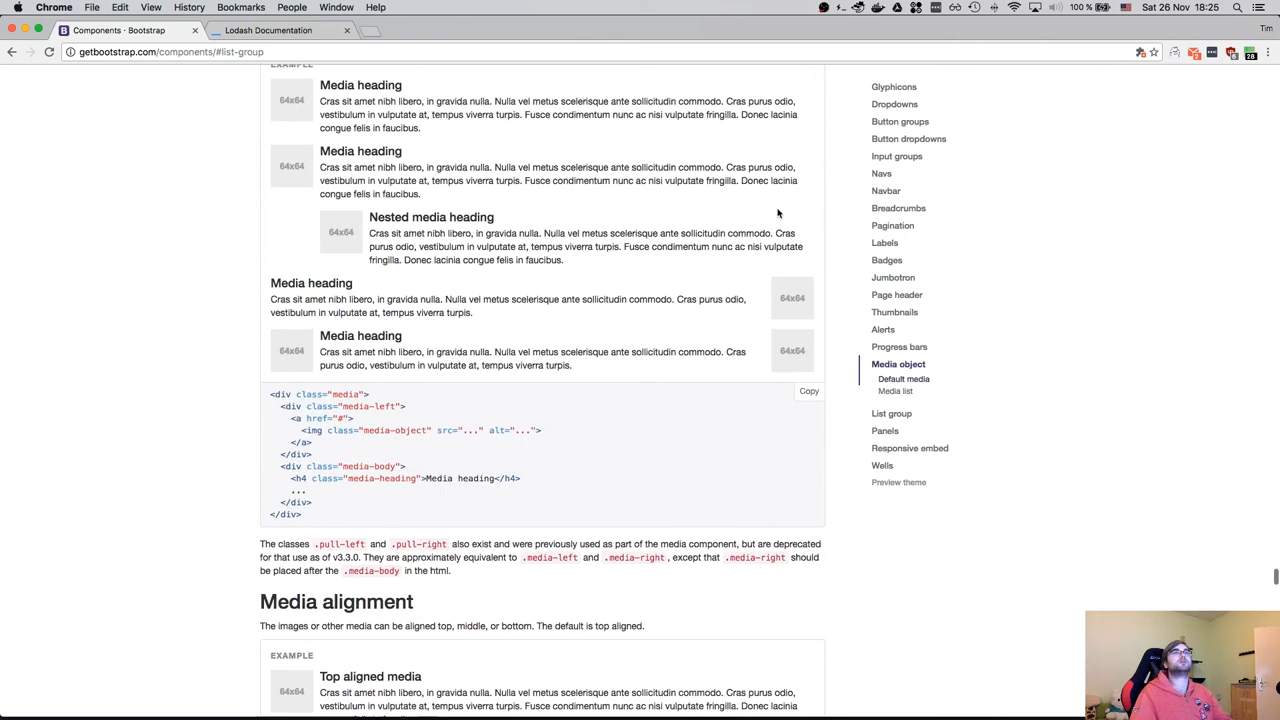 Chrome File Edit View History Bookmarks People Window Help 100 % Sat 26 Nov 18:25
Components · Bootstrap
Lodash Documentation
Tim
getbootstrap.com/components/#list-group
EXAMPLE
64x64
Media heading
Cras sit amet nibh libero, in gravida nulla. Nulla vel metus scelerisque ante sollicitudin commodo. Cras purus odio,
vestibulum in vulputate at, tempus viverra turpis. Fusce condimentum nunc ac nisi vulputate fringilla. Donec lacinia
congue felis in faucibus.
64x64
Media heading
Cras sit amet nibh libero, in gravida nulla. Nulla vel metus scelerisque ante sollicitudin commodo. Cras purus odio,
vestibulum in vulputate at, tempus viverra turpis. Fusce condimentum nunc ac nisi vulputate fringilla. Donec lacinia
congue felis in faucibus.
64x64
Nested media heading
Cras sit amet nibh libero, in gravida nulla. Nulla vel metus scelerisque ante sollicitudin commodo. Cras
purus odio, vestibulum in vulputate at, tempus viverra turpis. Fusce condimentum nunc ac nisi vulputate
fringilla. Donec lacinia congue felis in faucibus.
Media heading
Cras sit amet nibh libero, in gravida nulla. Nulla vel metus scelerisque ante sollicitudin commodo. Cras purus odio,
vestibulum in vulputate at, tempus viverra turpis.
64x64
64x64
Media heading
Cras sit amet nibh libero, in gravida nulla. Nulla vel metus scelerisque ante sollicitudin commodo. Cras
purus odio, vestibulum in vulputate at, tempus viverra turpis.
64x64
Copy
<div class="media">
<div class="media-left">
<a href="#">
<img class="media-object" src="..." alt="...">
</a>
</div>
<div class="media-body">
<h4 class="media-heading">Media heading</h4>
...
</div>
</div>
The classes .pull-left and .pull-right also exist and were previously used as part of the media component, but are deprecated
for that use as of v3.3.0. They are approximately equivalent to .media-left and .media-right, except that .media-right should
be placed after the .media-body in the html.
Media alignment
The images or other media can be aligned top, middle, or bottom. The default is top aligned.
EXAMPLE
64x64
Top aligned media
Cras sit amet nibh libero, in gravida nulla. Nulla vel metus scelerisque ante sollicitudin commodo. Cras purus odio,
Glyphicons
Dropdowns
Button groups
Button dropdowns
Input groups
Navs
Navbar
Breadcrumbs
Pagination
Labels
Badges
Jumbotron
Page header
Thumbnails
Alerts
Progress bars
Media object
Default media
Media list
List group
Panels
Responsive embed
Wells
Preview theme